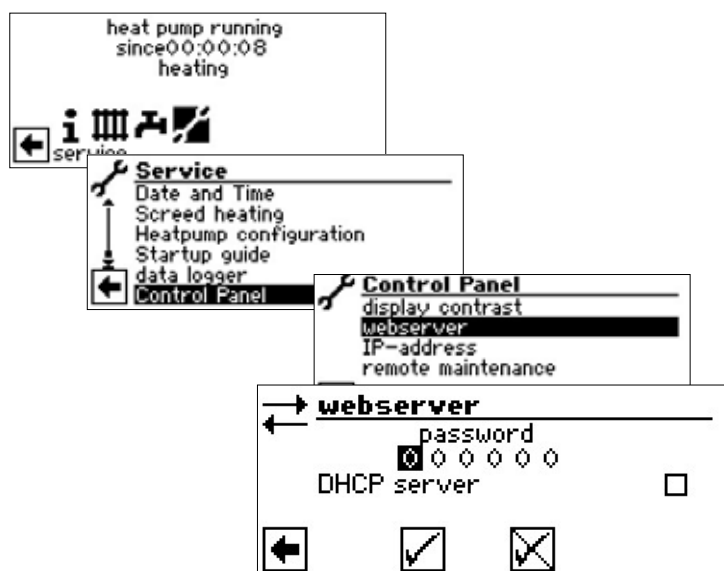 heat pump running
since00:00:08
heating
service
Service
Date and Time
Screed heating
Heatpump configuration
Startup guide
data logger
Control Panel
Control Panel
display contrast
webserver
IP-address
remote maintenance
webserver
password
0 0 0 0 0 0
DHCP server